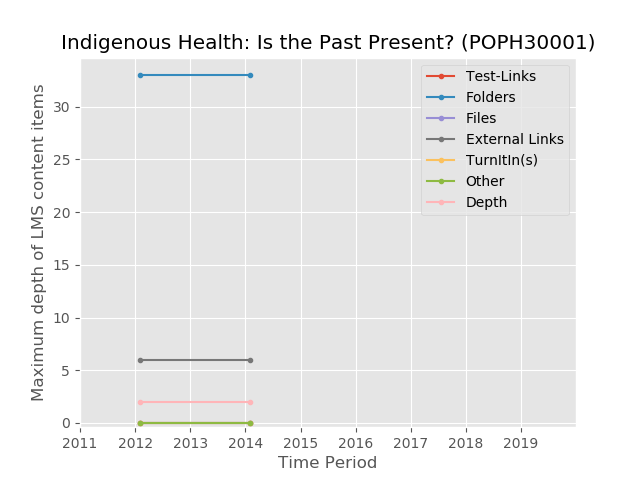 Indigenous Health: Is the Past Present? (POPH30001)
Maximum depth of LMS content items
30
25
20
15
10
5
0
Test-Links
Folders
Files
External Links
TurnItIn(s)
Other
Depth
2011 2012 2013 2014 2015 2016 2017 2018 2019
Time Period